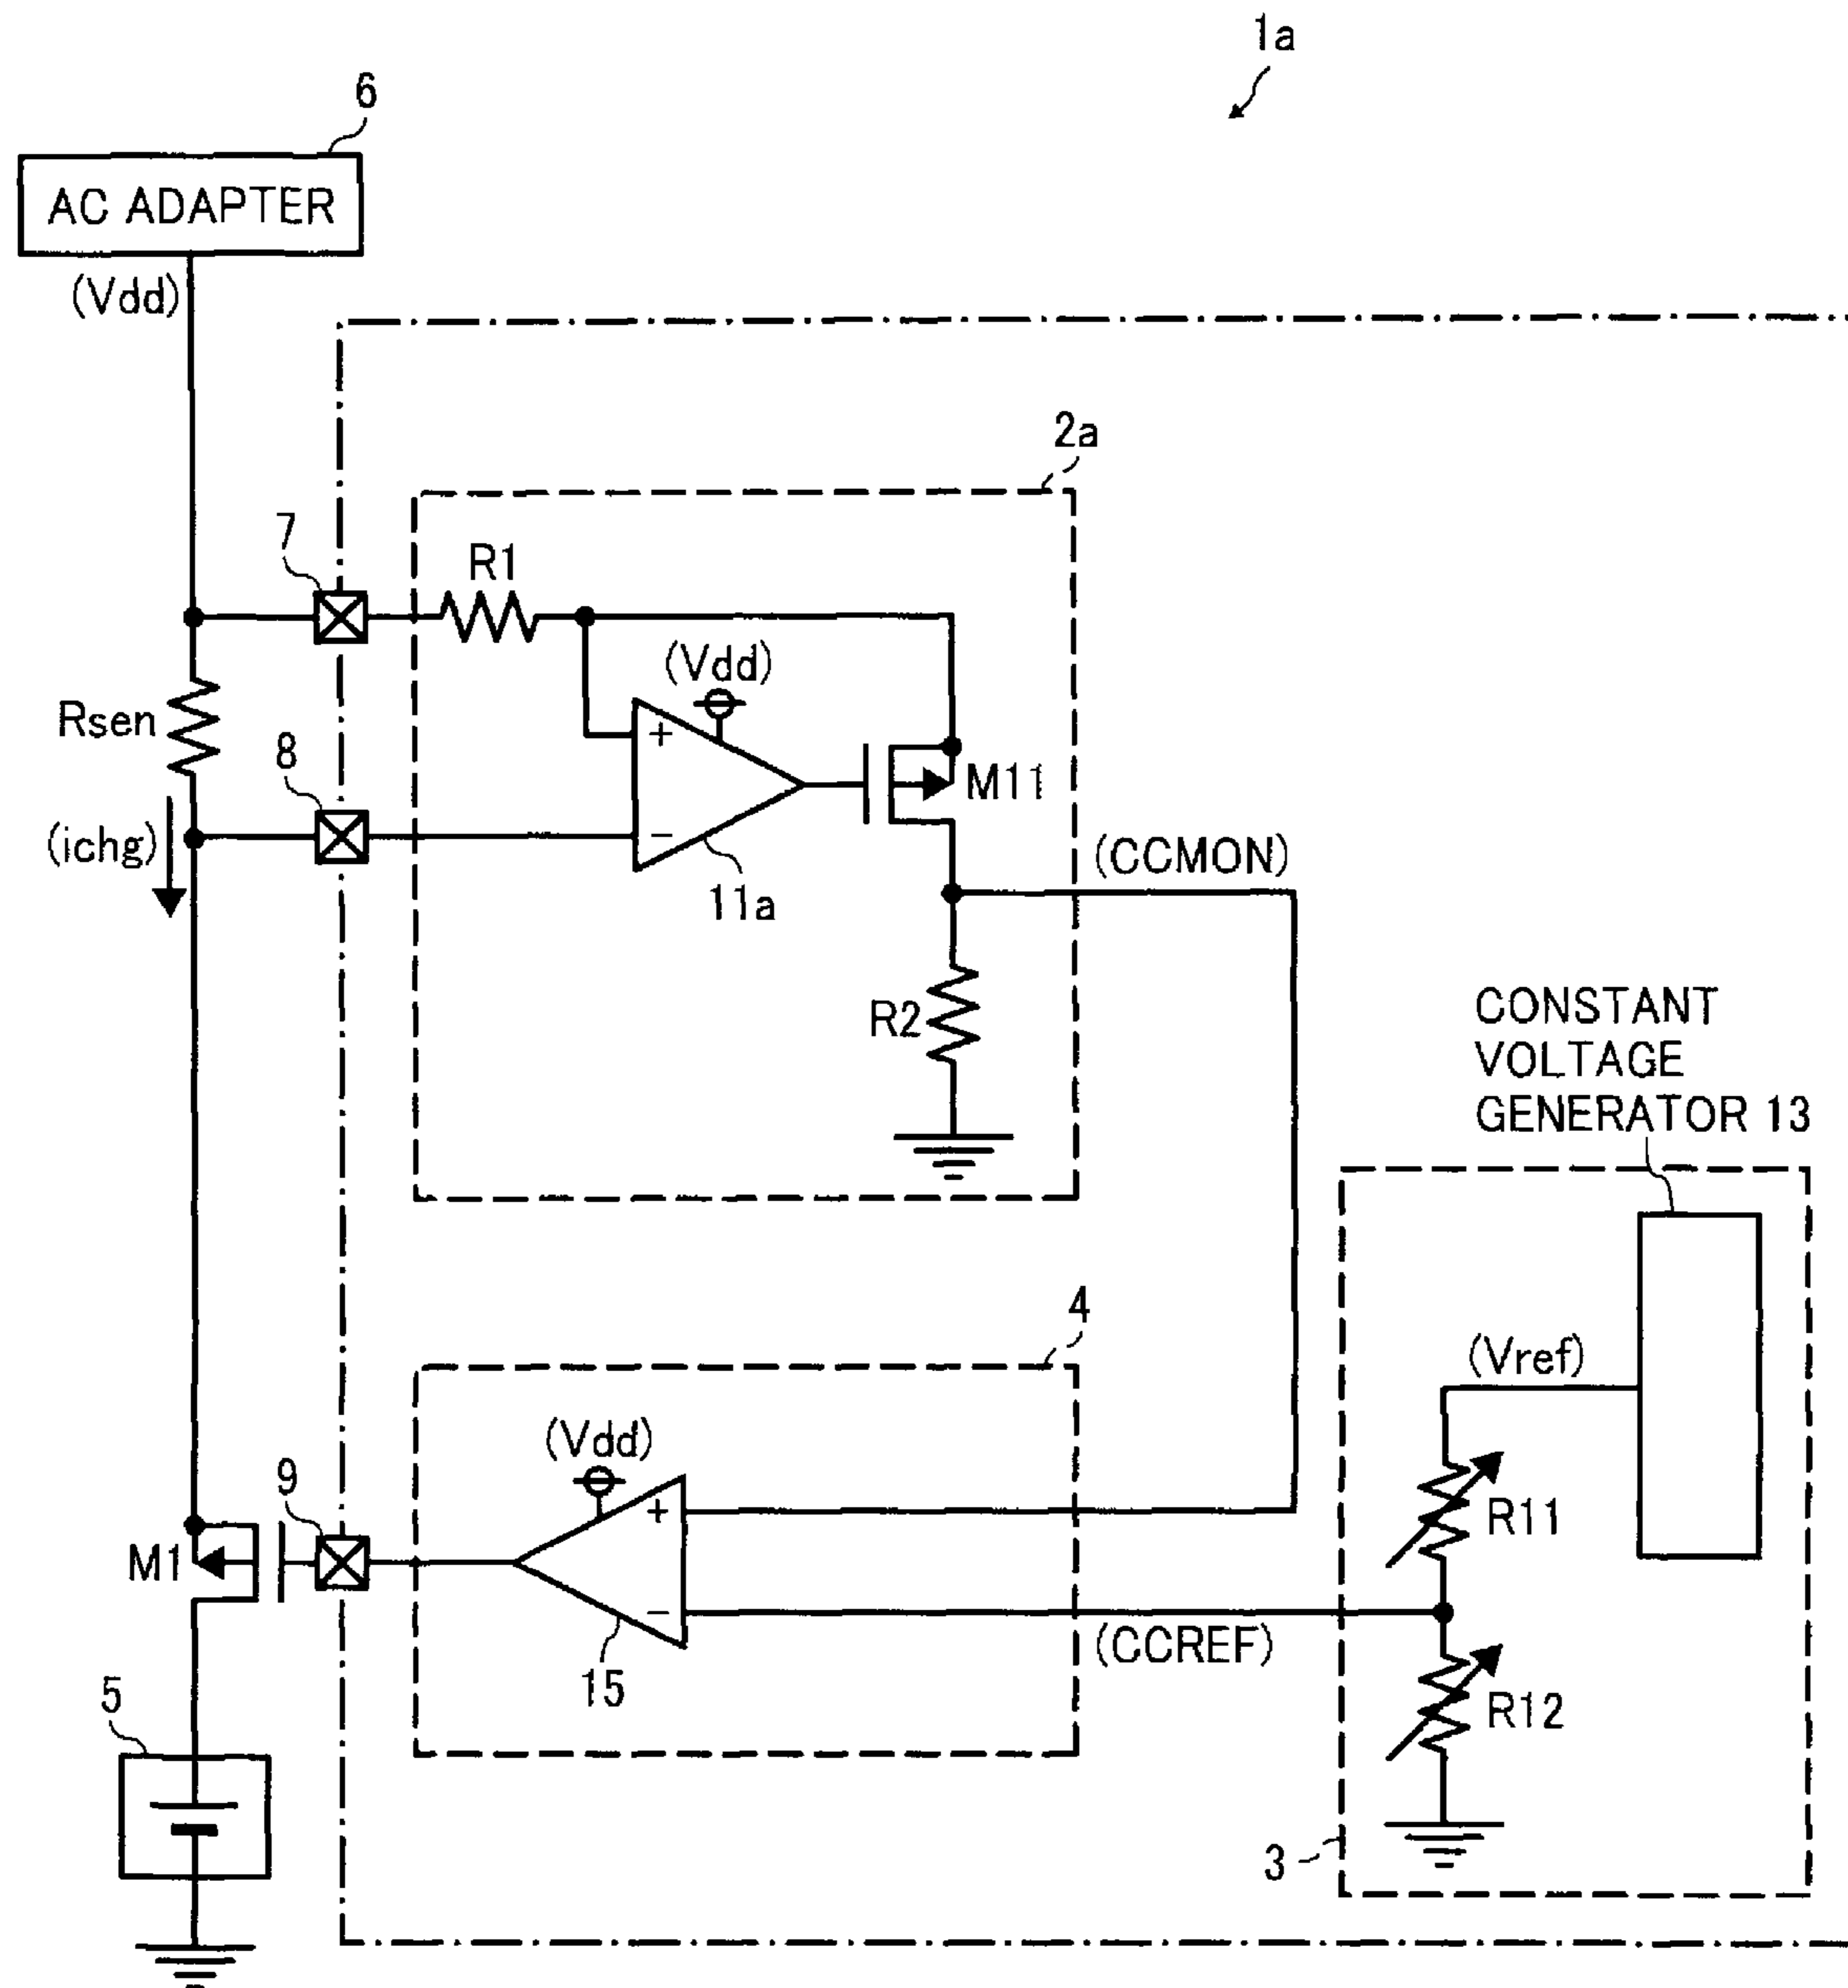 1a
6
AC ADAPTER
(Vdd)
2a
7
R1
(Vdd)
+
Rsen
8
M11
(ichg)
−
(CCMON)
11a
R2
CONSTANT
VOLTAGE
GENERATOR 13
4
(Vref)
(Vdd)
9
+
R11
M1
−
(CCREF)
15
5
R12
3